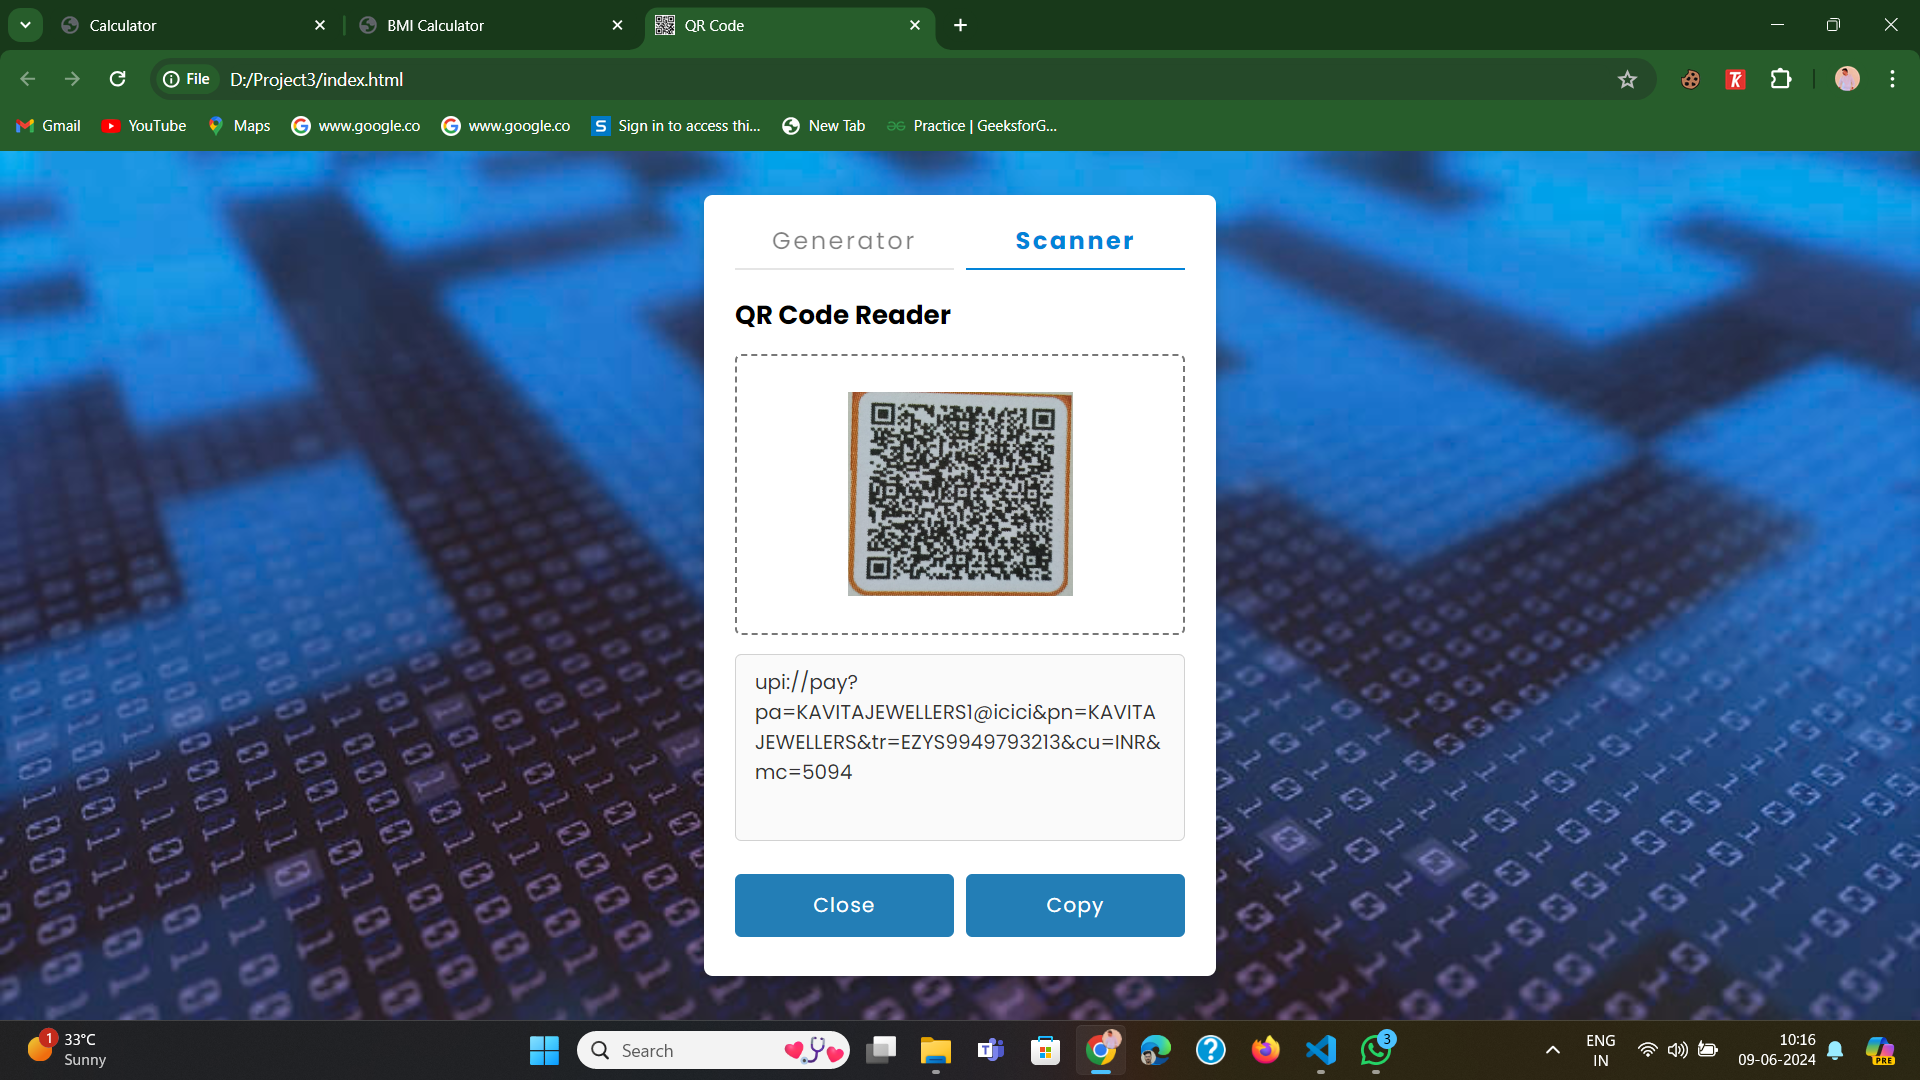 Calculator
BMI Calculator
QR Code
File
D:/Project3/index.html
Gmail
YouTube
Maps
www.google.co
www.google.co
Sign in to access thi...
New Tab
Practice | GeeksforG...
Generator
Scanner
QR Code Reader
upi://pay?
pa=KAVITAJEWELLERS1@icici&pn=KAVITA
JEWELLERS&tr=EZYS9949793213&cu=INR&
mc=5094
Close
Copy
1
33°C
Sunny
Search
3
ENG
IN
10:16
09-06-2024
PRE